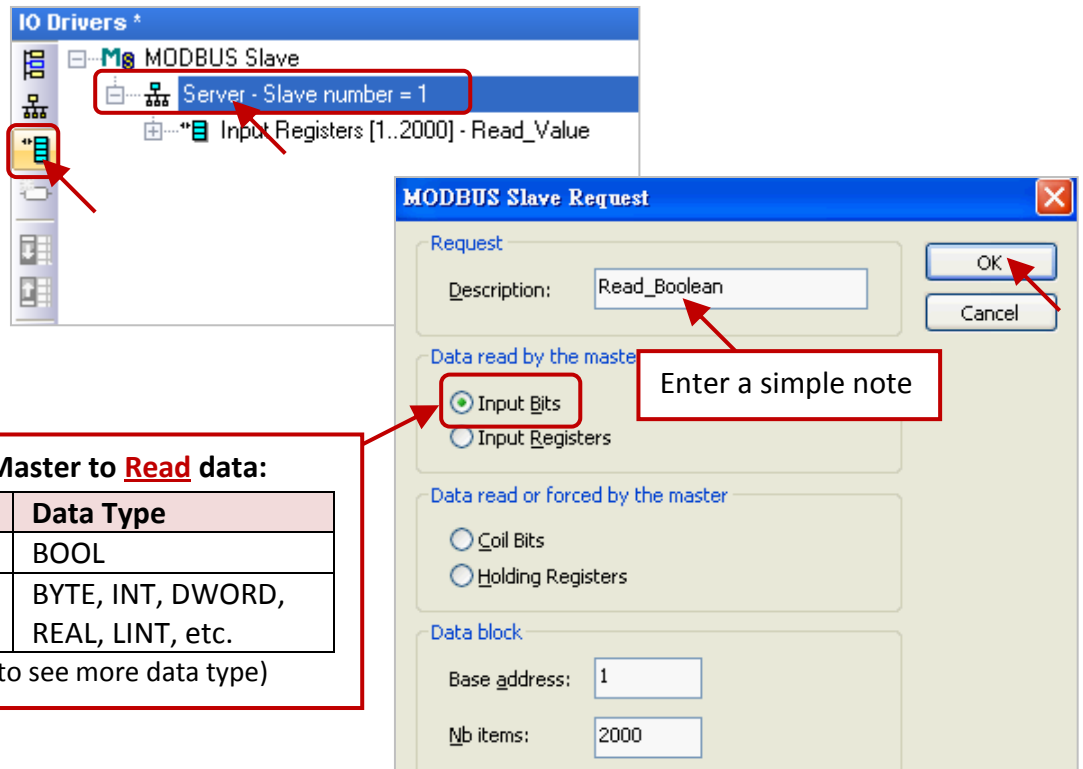 IO Drivers *
MODBUS Slave
Server - Slave number = 1
Input Registers [1..2000] - Read_Value
MODBUS Slave Request
Request
Description: Read_Boolean
OK
Cancel
Enter a simple note
Data read by the maste
Input Bits
Input Registers
Data read or forced by the master
Coil Bits
Holding Registers
Data block
Base address: 1
Nb items: 2000
Master to Read data:
Data Type
BOOL
BYTE, INT, DWORD,
REAL, LINT, etc.
to see more data type)